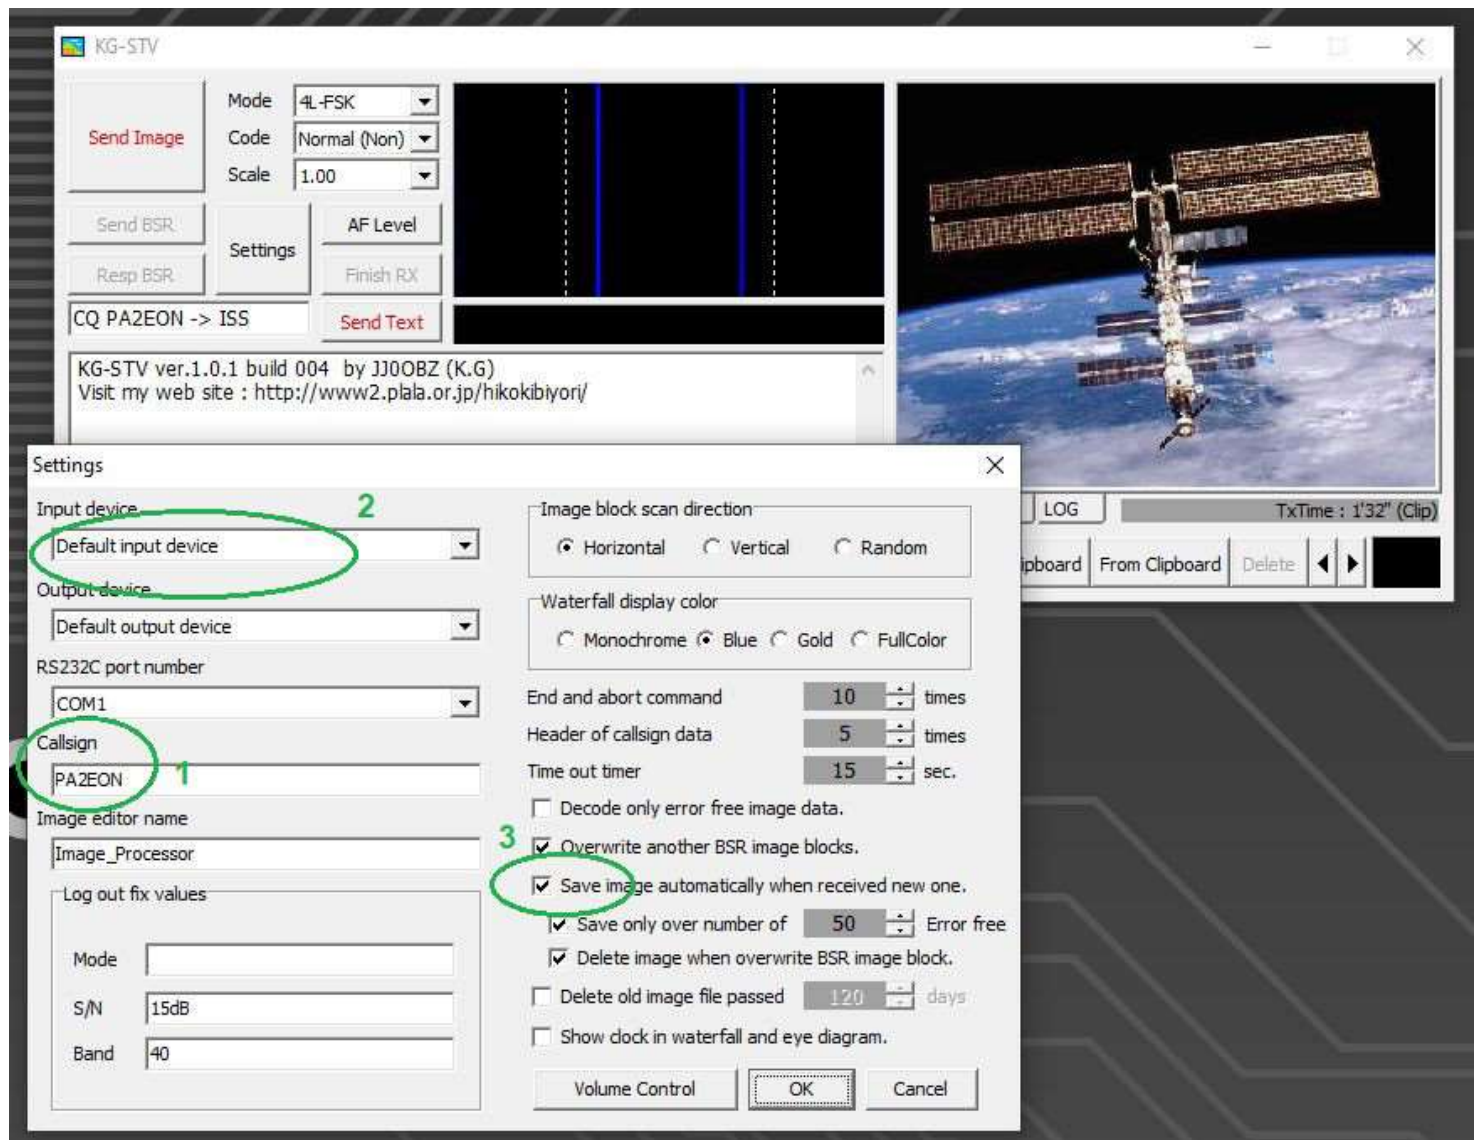 KG-STV
Send Image
Mode 4L-FSK
Code Normal (Non)
Scale 1.00
Send BSR
Settings
AF Level
Resp BSR
Finish RX
CQ PA2EON -> ISS
Send Text
KG-STV ver.1.0.1 build 004 by JJ0OBZ (K.G)
Visit my web site : http://www2.plala.or.jp/hikokibiyori/
LOG
TxTime : 1'32" (Clip)
ipboard
From Clipboard
Delete
Settings
Input device
2
Default input device
Output device
Default output device
RS232C port number
COM1
Callsign
PA2EON
1
Image editor name
Image_Processor
Log out fix values
Mode
S/N 15dB
Band 40
Image block scan direction
Horizontal Vertical Random
Waterfall display color
Monochrome Blue Gold FullColor
End and abort command 10 times
Header of callsign data 5 times
Time out timer 15 sec.
Decode only error free image data.
3
Overwrite another BSR image blocks.
Save image automatically when received new one.
Save only over number of 50 Error free
Delete image when overwrite BSR image block.
Delete old image file passed 120 days
Show clock in waterfall and eye diagram.
Volume Control
OK
Cancel